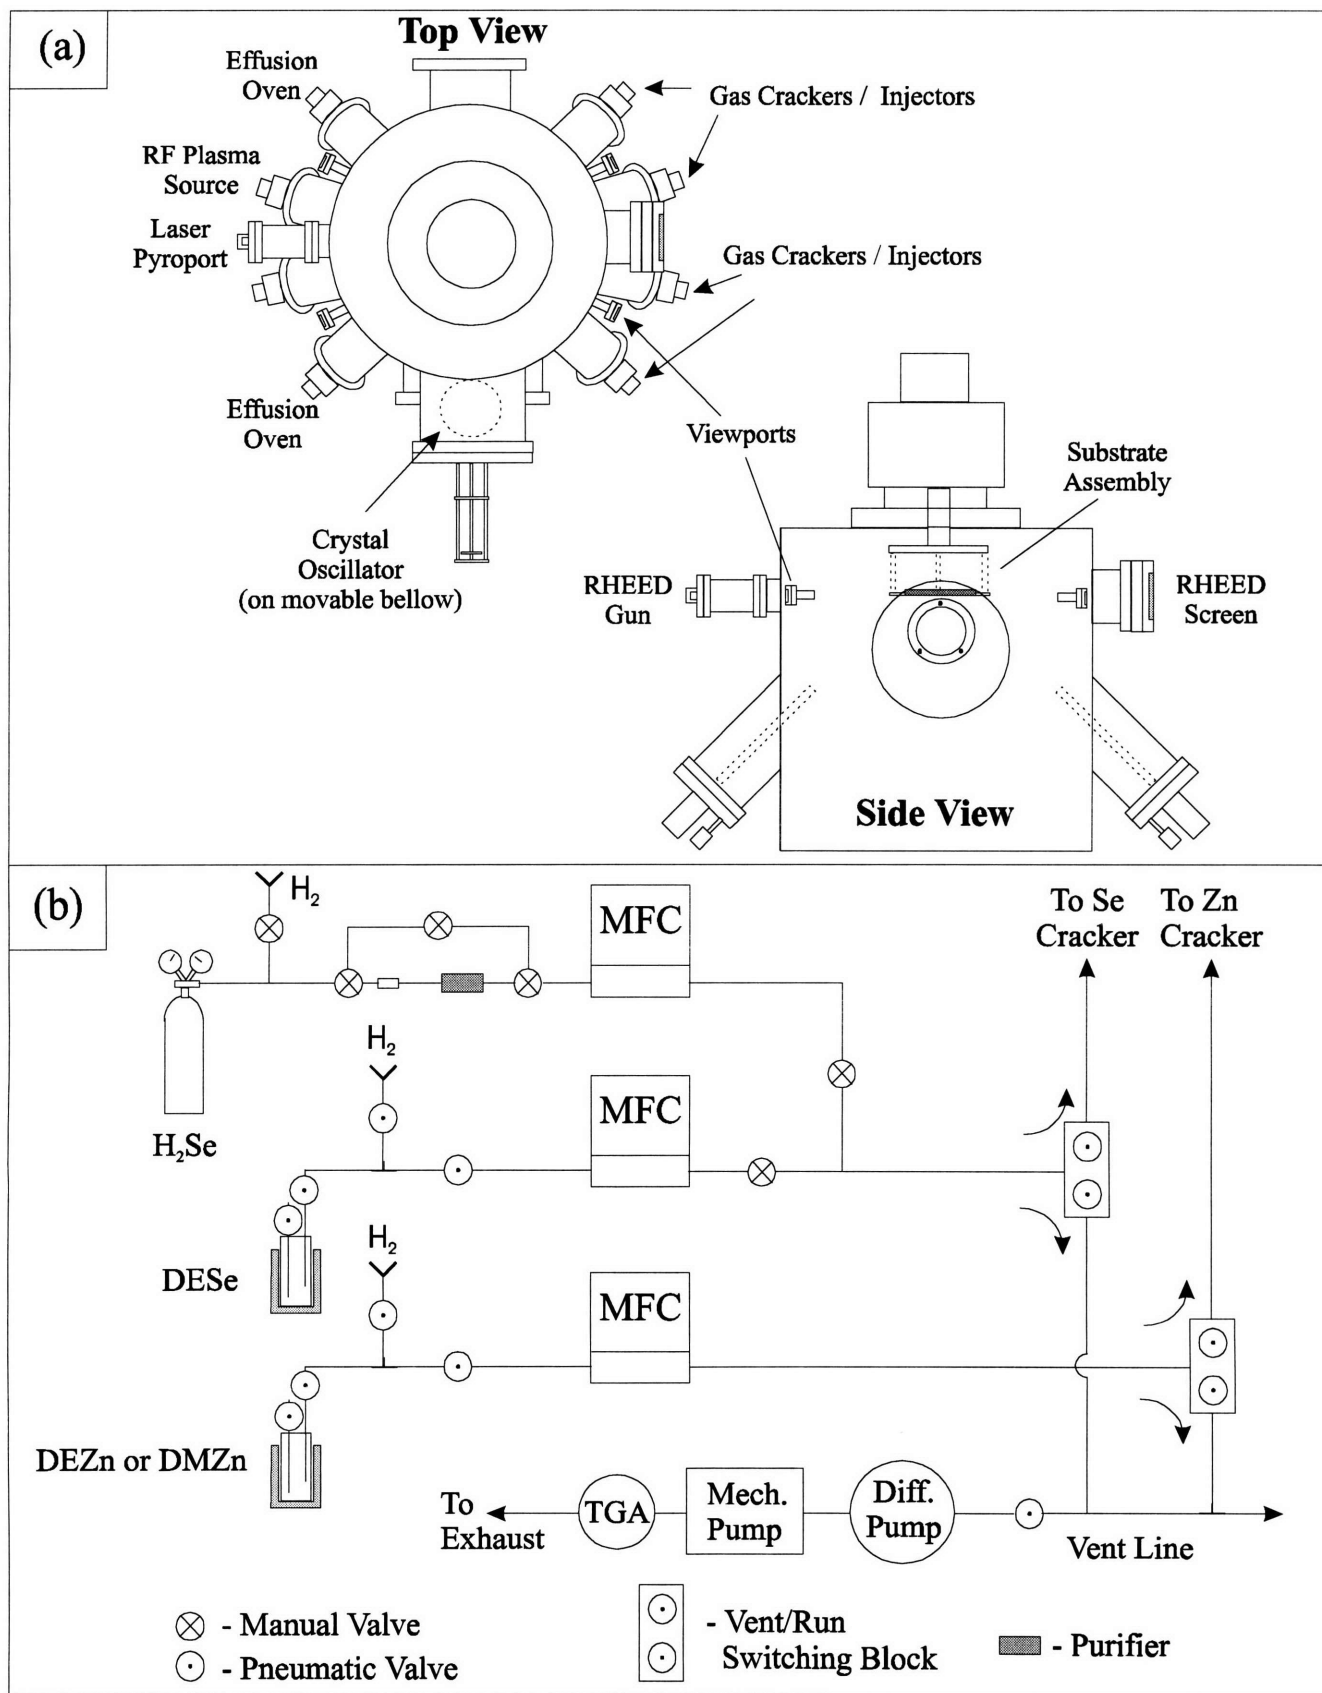 (a)
Top View
Effusion
Oven
Gas Crackers / Injectors
RF Plasma
Source
Laser
Pyroport
Gas Crackers / Injectors
Effusion
Oven
Viewports
Substrate
Assembly
Crystal
Oscillator
(on movable bellow)
RHEED
Gun
RHEED
Screen
Side View
(b)
H₂
MFC
To Se
Cracker
To Zn
Cracker
H₂
H₂Se
MFC
H₂
DESe
MFC
DEZn or DMZn
To
Exhaust
TGA
Mech.
Pump
Diff.
Pump
Vent Line
- Manual Valve
- Pneumatic Valve
- Vent/Run
Switching Block
- Purifier